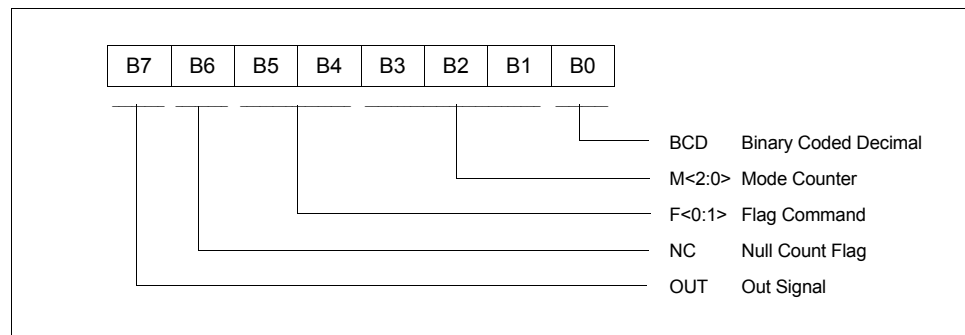 B7 B6 B5 B4 B3 B2 B1 B0
BCD Binary Coded Decimal
M<2:0> Mode Counter
F<0:1> Flag Command
NC Null Count Flag
OUT Out Signal